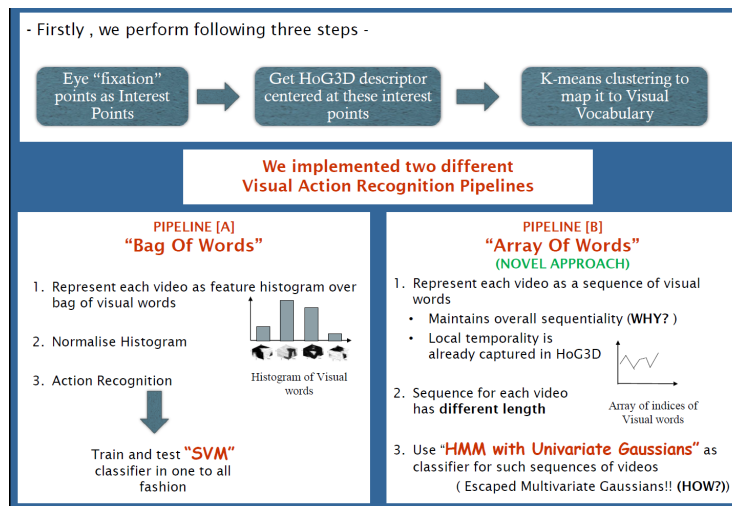 - Firstly , we perform following three steps -
Eye “fixation”
points as Interest
Points
Get HoG3D descriptor
centered at these interest
points
K-means clustering to
map it to Visual
Vocabulary
We implemented two different
Visual Action Recognition Pipelines
PIPELINE [A]
“Bag Of Words”
1. Represent each video as feature histogram over
bag of visual words
2. Normalise Histogram
3. Action Recognition
Histogram of Visual
words
Train and test “SVM”
classifier in one to all
fashion
PIPELINE [B]
“Array Of Words”
(NOVEL APPROACH)
1. Represent each video as a sequence of visual
words
• Maintains overall sequentiality (WHY? )
• Local temporality is
already captured in HoG3D
2. Sequence for each video
has different length
Array of indices of
Visual words
3. Use “HMM with Univariate Gaussians” as
classifier for such sequences of videos
( Escaped Multivariate Gaussians!! (HOW?))